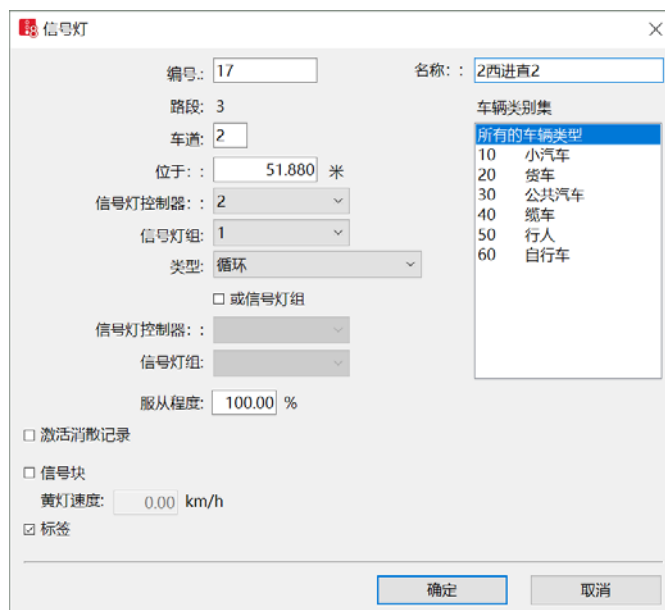 信号灯
编号.: 17 名称：: 2西进直2
路段: 3 车辆类别集
车道: 2 所有的车辆类型
10 小汽车
位于：: 51.880 米 20 货车
30 公共汽车
信号灯控制器：: 2 40 缆车
信号灯组: 1 50 行人
类型: 循环 60 自行车
或信号灯组
信号灯控制器：:
信号灯组:
服从程度: 100.00 %
激活消散记录
信号块
黄灯速度: 0.00 km/h
标签
确定 取消